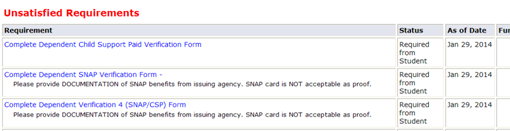 Unsatisfied Requirements
Requirement Status As of Date
Complete Dependent Child Support Paid Verification Form Required from Student Jan 29, 2014
Complete Dependent SNAP Verification Form - Required from Student Jan 29, 2014
Please provide DOCUMENTATION of SNAP benefits from issuing agency. SNAP card is NOT acceptable as proof.
Complete Dependent Verification 4 (SNAP/CSP) Form Required from Student Jan 29, 2014
Please provide DOCUMENTATION of SNAP benefits from issuing agency. SNAP card is NOT acceptable as proof.